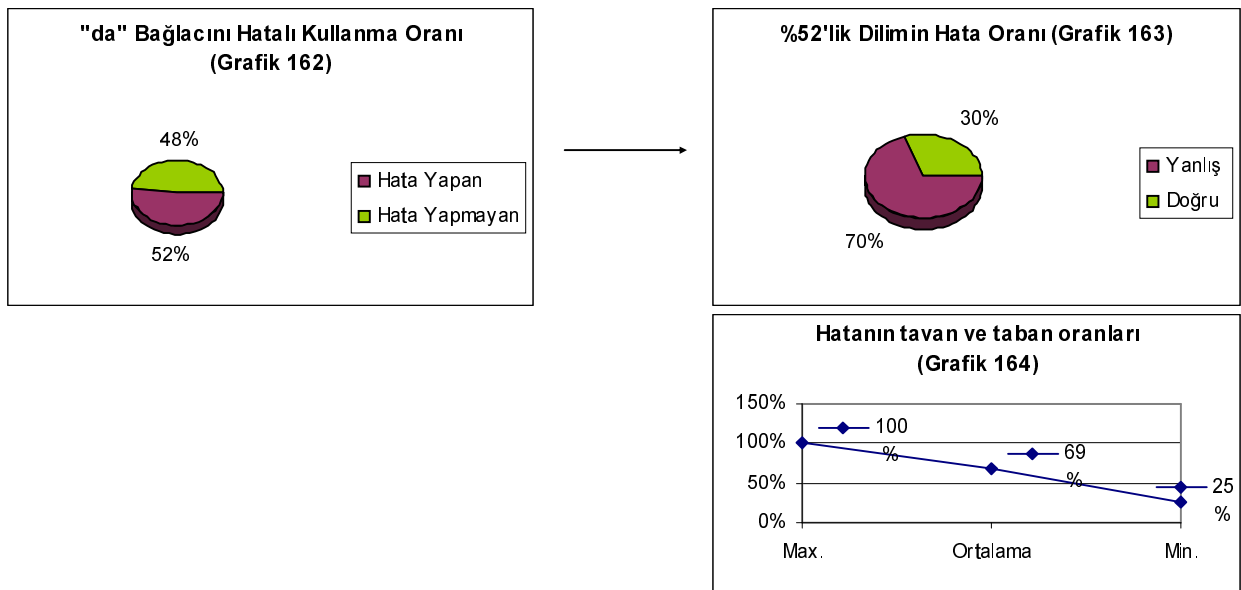 "da" Bağlacını Hatalı Kullanma Oranı
(Grafik 162)
48%
52%
Hata Yapan
Hata Yapmayan
%52'lik Dilimin Hata Oranı (Grafik 163)
30%
70%
Yanlış
Doğru
Hatanın tavan ve taban oranları
(Grafik 164)
150%
100%
50%
0%
100
%
69
%
25
%
Max.
Ortalama
Min.